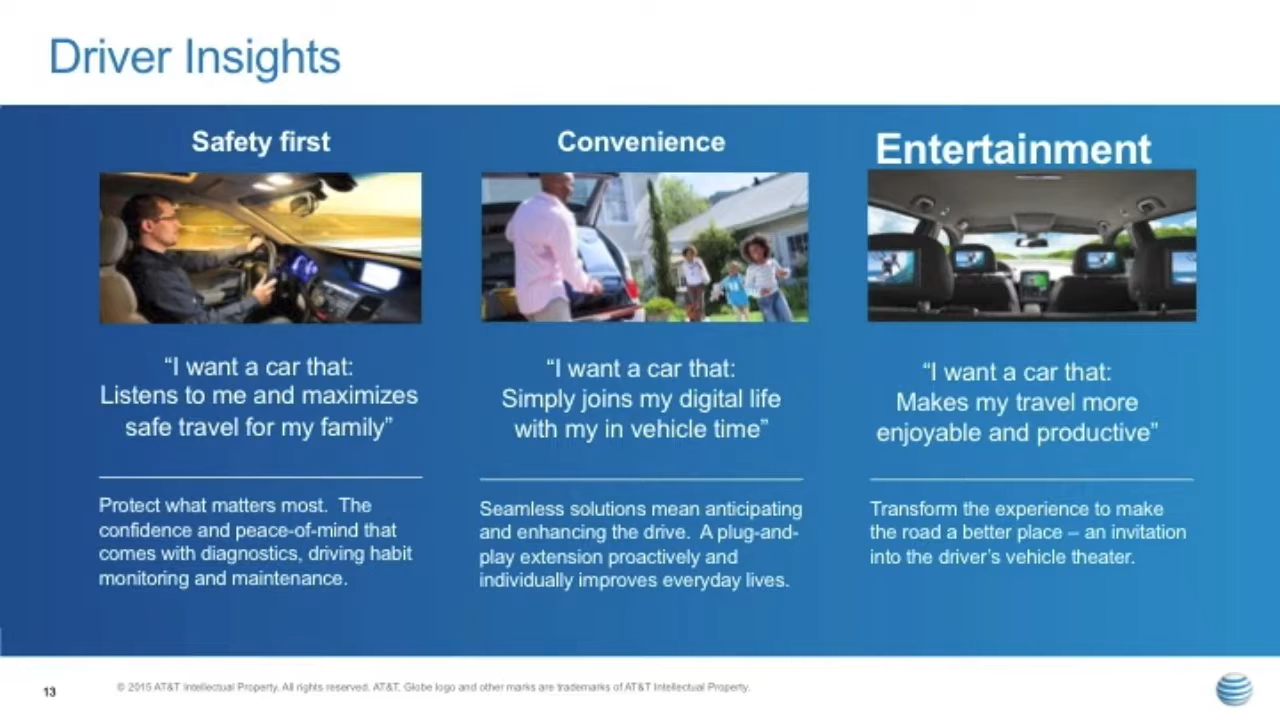 Driver Insights
Safety first
“I want a car that:
Listens to me and maximizes
safe travel for my family”
Protect what matters most.  The
confidence and peace-of-mind that
comes with diagnostics, driving habit
monitoring and maintenance.
Convenience
“I want a car that:
Simply joins my digital life
with my in vehicle time”
Seamless solutions mean anticipating
and enhancing the drive.  A plug-and-
play extension proactively and
individually improves everyday lives.
Entertainment
“I want a car that:
Makes my travel more
enjoyable and productive”
Transform the experience to make
the road a better place – an invitation
into the driver’s vehicle theater.
13
© 2015 AT&T Intellectual Property. All rights reserved. AT&T, Globe logo and other marks are trademarks of AT&T Intellectual Property.